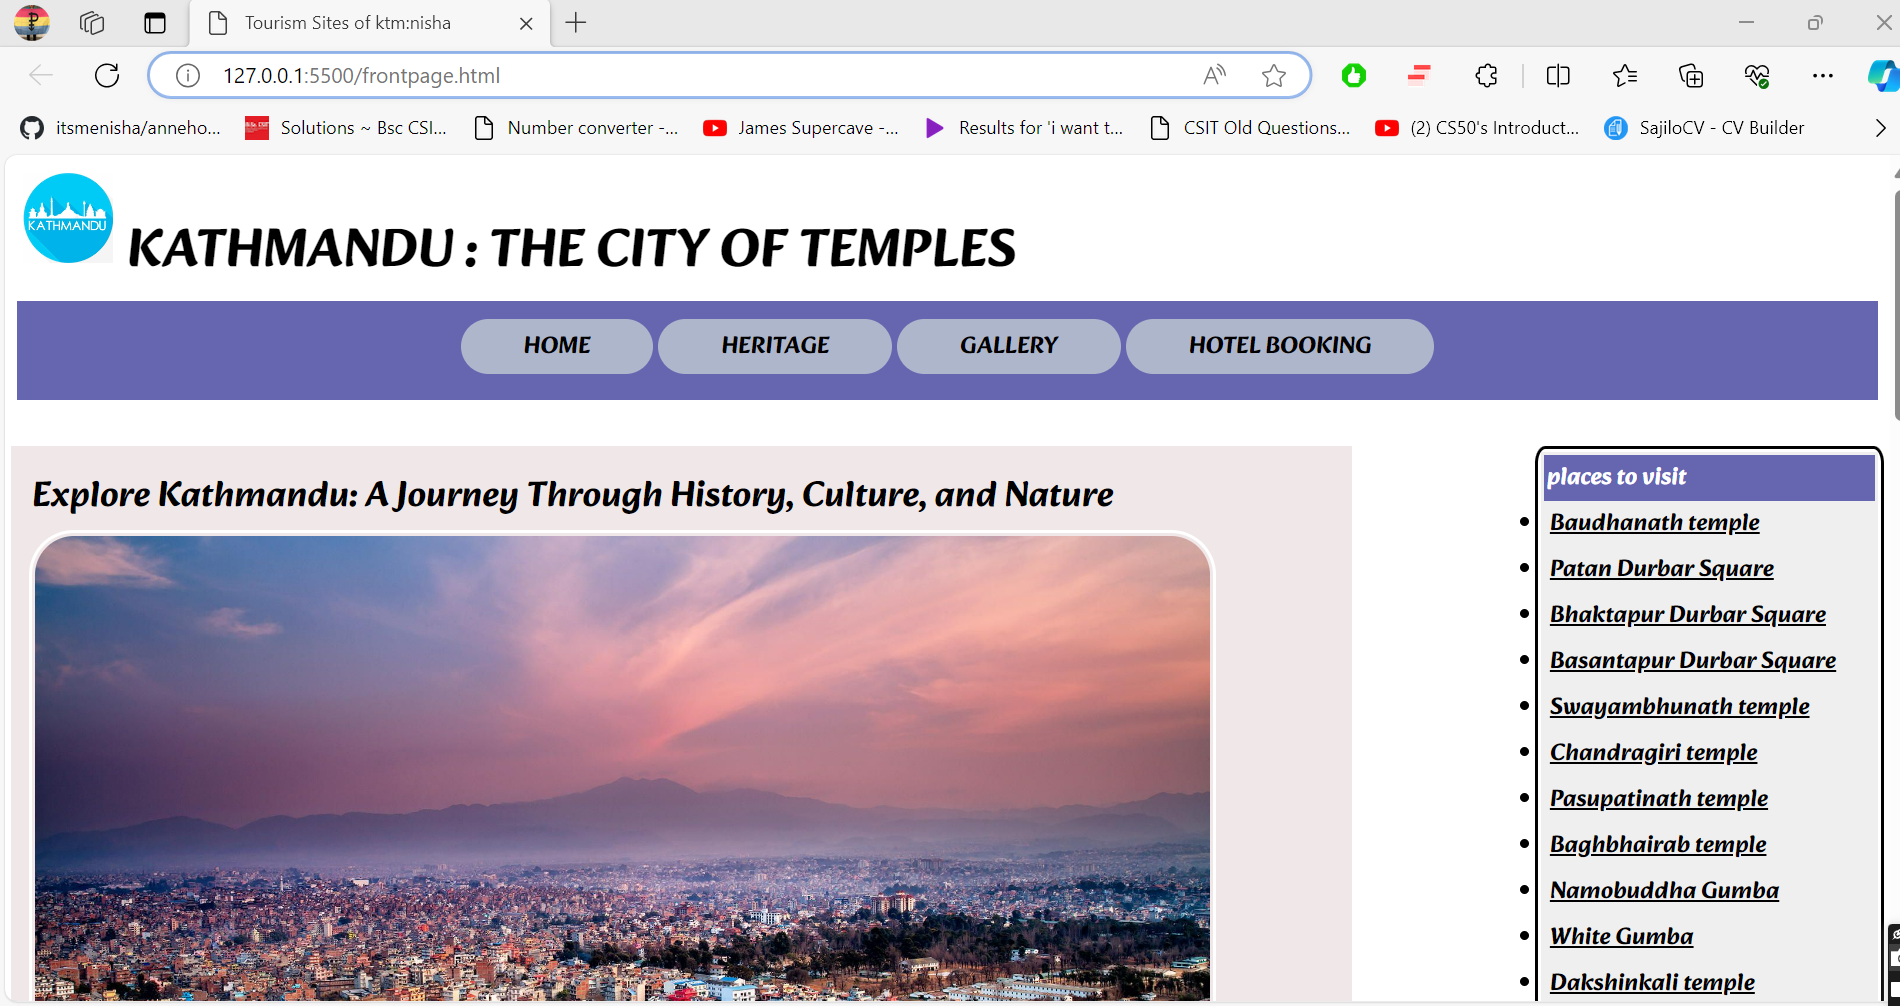 Tourism Sites of ktm:nisha
127.0.0.1:5500/frontpage.html
itsmenisha/anneho...
Solutions ~ Bsc CSI...
Number converter -...
James Supercave -...
Results for 'i want t...
CSIT Old Questions...
(2) CS50's Introduct...
SajiloCV - CV Builder
KATHMANDU
KATHMANDU : THE CITY OF TEMPLES
HOME
HERITAGE
GALLERY
HOTEL BOOKING
Explore Kathmandu: A Journey Through History, Culture, and Nature
places to visit
Baudhanath temple
Patan Durbar Square
Bhaktapur Durbar Square
Basantapur Durbar Square
Swayambhunath temple
Chandragiri temple
Pasupatinath temple
Baghbhairab temple
Namobuddha Gumba
White Gumba
Dakshinkali temple